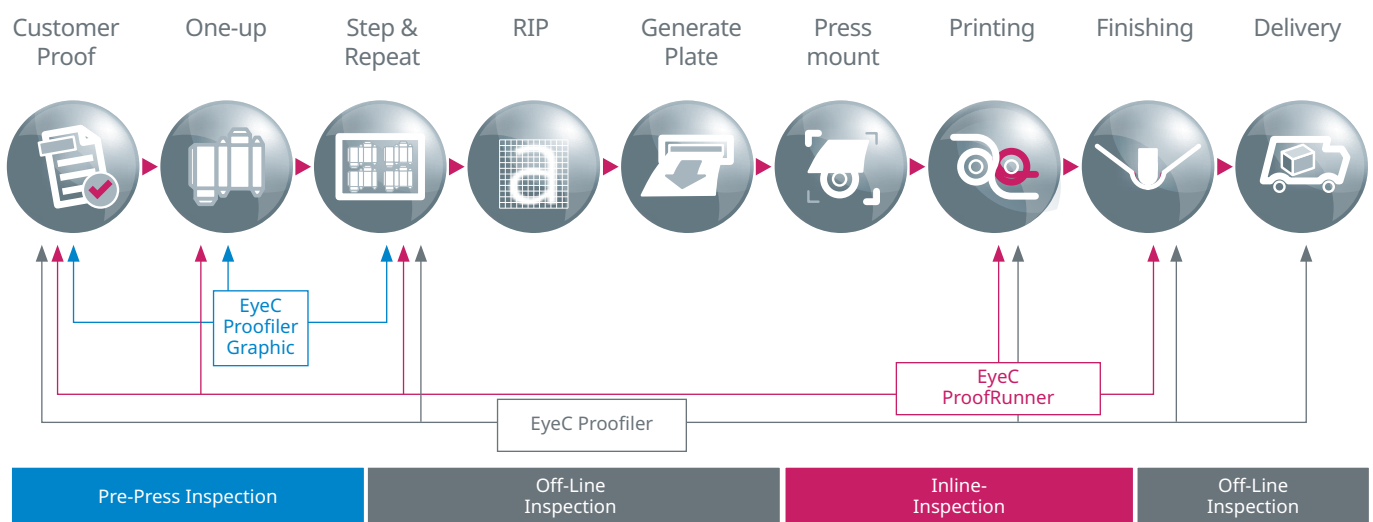 Customer
Proof
One-up
Step &
Repeat
RIP
Generate
Plate
Press
mount
Printing
Finishing
Delivery
a
EyeC
Proofiler
Graphic
EyeC
ProofRunner
EyeC Proofiler
Pre-Press Inspection
Off-Line
Inspection
Inline-
Inspection
Off-Line
Inspection